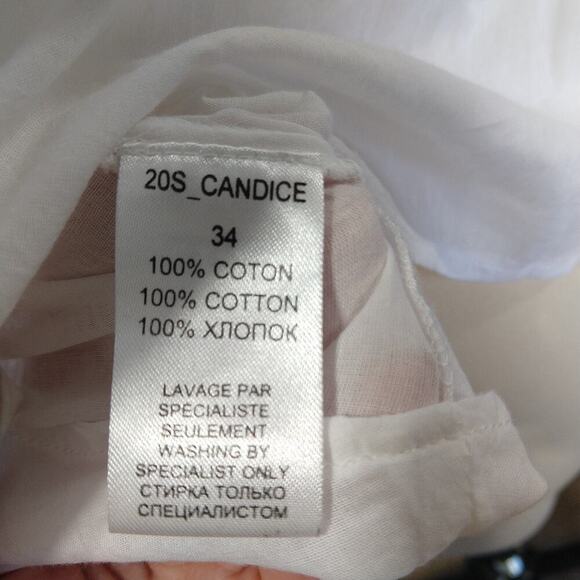 20S_CANDICE
34
100% COTON
100% COTTON
100% ХЛОПОК
LAVAGE PAR
SPÉCIALISTE
SEULEMENT
WASHING BY
SPECIALIST ONLY
СТИРКА ТОЛЬКО
СПЕЦИАЛИСТОМ